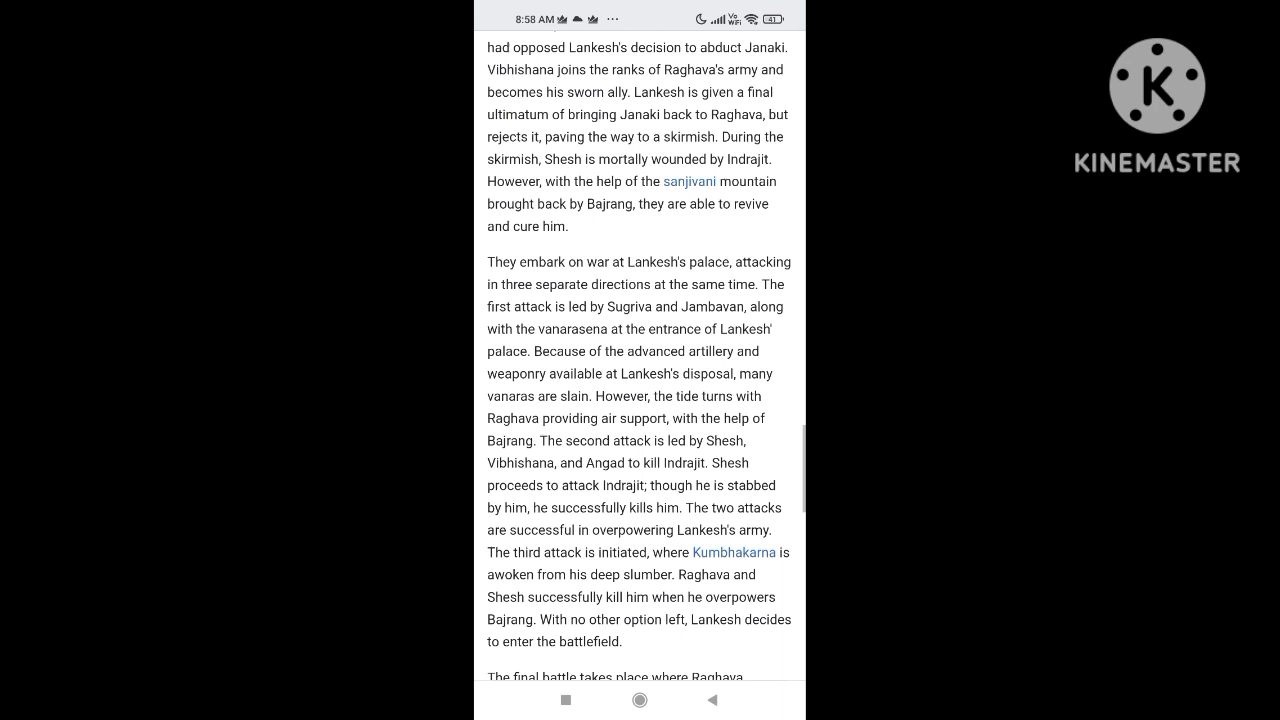 8:58 AM
Vo
WiFi
41
had opposed Lankesh's decision to abduct Janaki.
Vibhishana joins the ranks of Raghava's army and
becomes his sworn ally. Lankesh is given a final
ultimatum of bringing Janaki back to Raghava, but
rejects it, paving the way to a skirmish. During the
skirmish, Shesh is mortally wounded by Indrajit.
However, with the help of the sanjivani mountain
brought back by Bajrang, they are able to revive
and cure him.
They embark on war at Lankesh's palace, attacking
in three separate directions at the same time. The
first attack is led by Sugriva and Jambavan, along
with the vanarasena at the entrance of Lankesh'
palace. Because of the advanced artillery and
weaponry available at Lankesh's disposal, many
vanaras are slain. However, the tide turns with
Raghava providing air support, with the help of
Bajrang. The second attack is led by Shesh,
Vibhishana, and Angad to kill Indrajit. Shesh
proceeds to attack Indrajit; though he is stabbed
by him, he successfully kills him. The two attacks
are successful in overpowering Lankesh's army.
The third attack is initiated, where Kumbhakarna is
awoken from his deep slumber. Raghava and
Shesh successfully kill him when he overpowers
Bajrang. With no other option left, Lankesh decides
to enter the battlefield.
The final battle takes place where Raghava
K
KINEMASTER